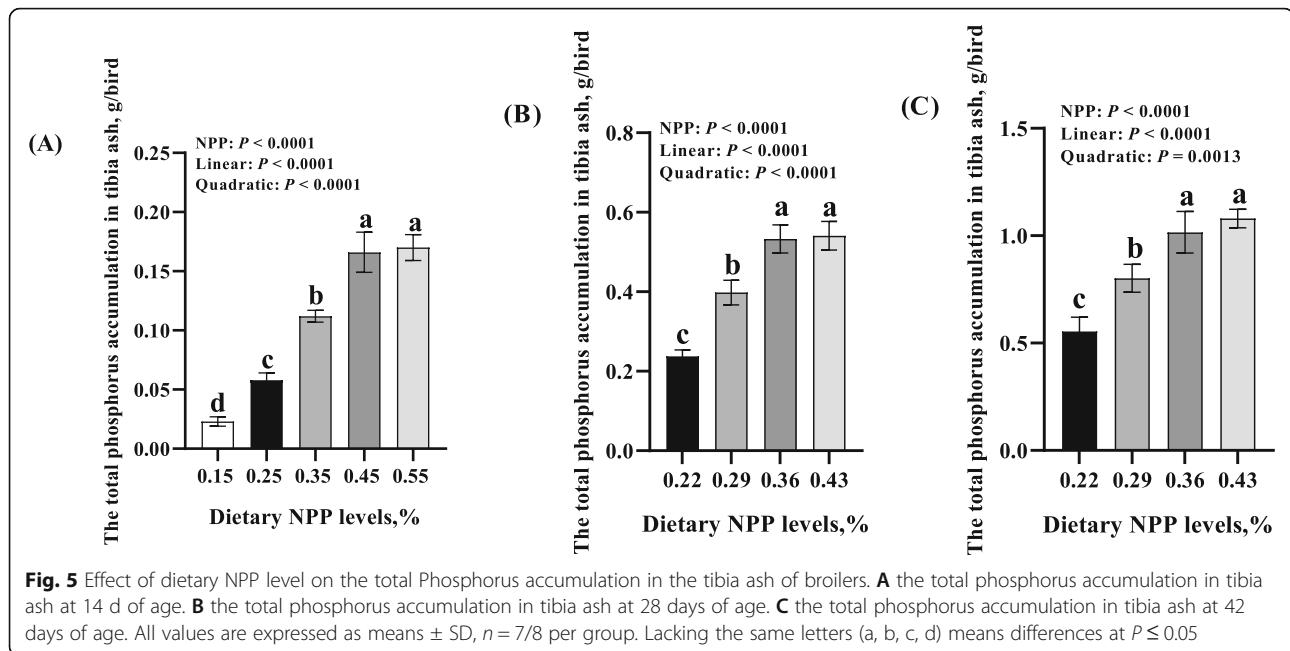 (A)
The total phosphorus accumulation in tibia ash, g/bird
NPP: P < 0.0001
Linear: P < 0.0001
Quadratic: P < 0.0001
0.25
0.20
0.15
0.10
0.05
0.00
d
c
b
a
a
0.15 0.25 0.35 0.45 0.55
Dietary NPP levels,%
(B)
The total phosphorus accumulation in tibia ash, g/bird
NPP: P < 0.0001
Linear: P < 0.0001
Quadratic: P < 0.0001
0.8
0.6
0.4
0.2
0.0
c
b
a
a
0.22 0.29 0.36 0.43
Dietary NPP levels,%
(C)
The total phosphorus accumulation in tibia ash, g/bird
NPP: P < 0.0001
Linear: P < 0.0001
Quadratic: P = 0.0013
1.5
1.0
0.5
0.0
c
b
a
a
0.22 0.29 0.36 0.43
Dietary NPP levels,%
Fig. 5 Effect of dietary NPP level on the total Phosphorus accumulation in the tibia ash of broilers. A the total phosphorus accumulation in tibia
ash at 14 d of age. B the total phosphorus accumulation in tibia ash at 28 days of age. C the total phosphorus accumulation in tibia ash at 42
days of age. All values are expressed as means ± SD, n = 7/8 per group. Lacking the same letters (a, b, c, d) means differences at P ≤ 0.05